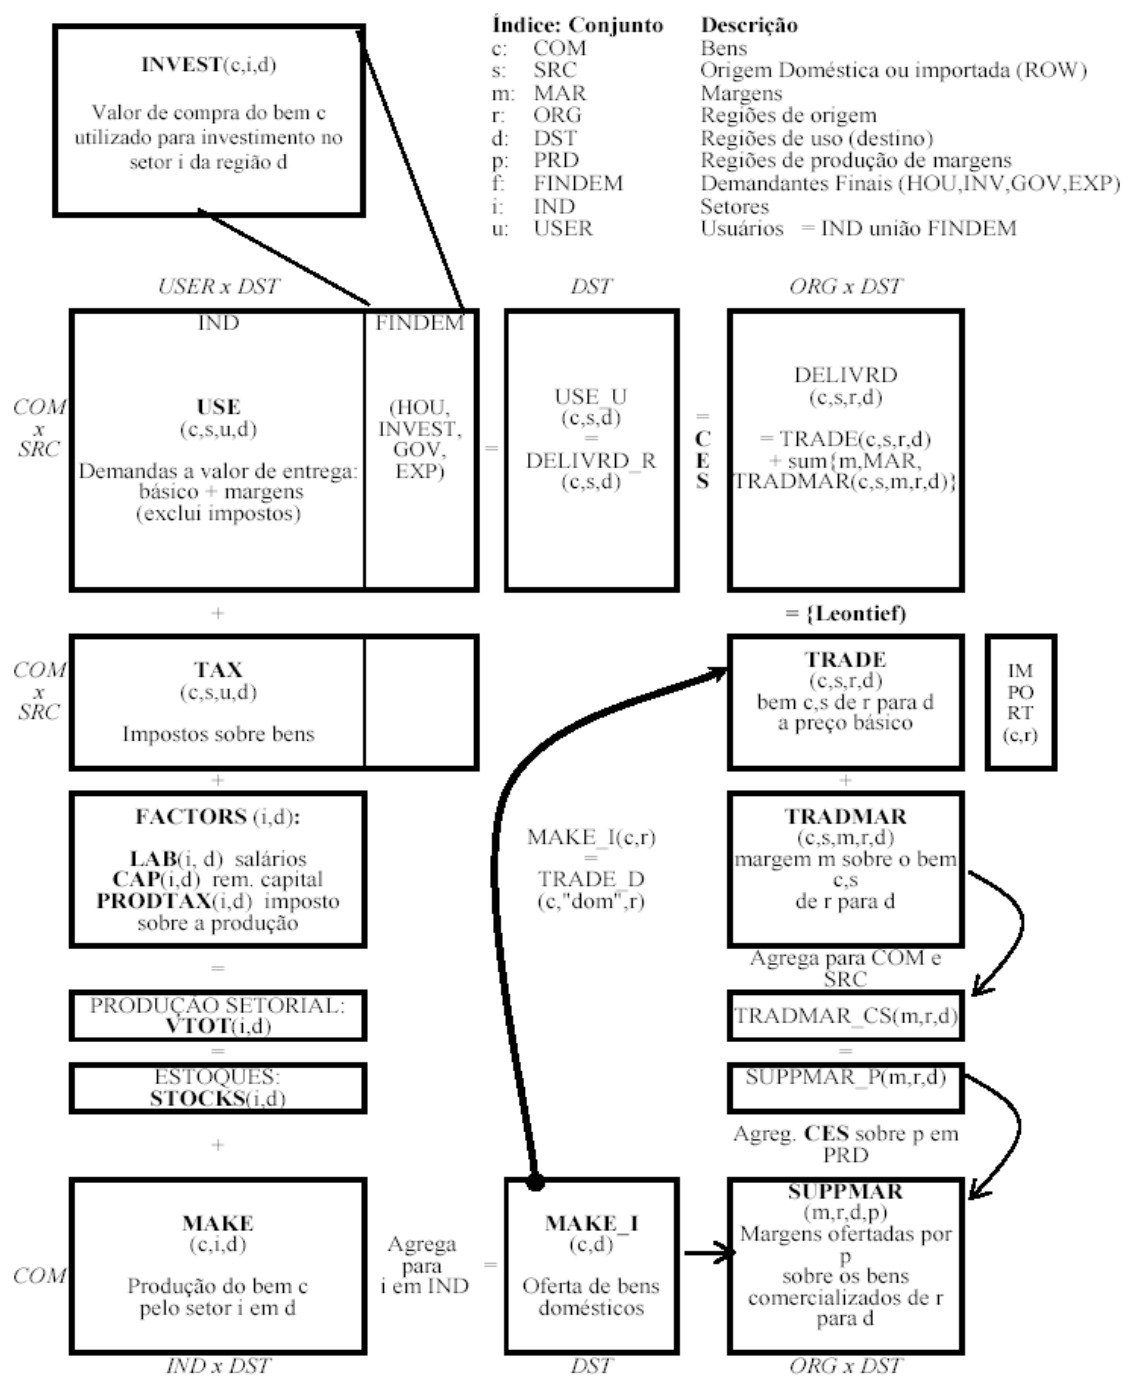 INVEST(c,i,d)
Valor de compra do bem c
utilizado para investimento no
setor i da região d
Índice: Conjunto Descrição
c: COM Bens
s: SRC Origem Doméstica ou importada (ROW)
m: MAR Margens
r: ORG Regiões de origem
d: DST Regiões de uso (destino)
p: PRD Regiões de produção de margens
f: FINDEM Demandantes Finais (HOU,INV,GOV,EXP)
i: IND Setores
u: USER Usuários = IND união FINDEM
USER x DST
DST
ORG x DST
COM
x
SRC
IND
USE
(c,s,u,d)
Demandas a valor de entrega:
básico + margens
(exclui impostos)
FINDEM
(HOU,
INVEST,
GOV,
EXP)
=
USE_U
(c,s,d)
=
DELIVRD_R
(c,s,d)
=
C
E
S
DELIVRD
(c,s,r,d)
= TRADE(c,s,r,d)
+ sum{m,MAR,
TRADMAR(c,s,m,r,d)}
+
= {Leontief)
COM
x
SRC
TAX
(c,s,u,d)
Impostos sobre bens
TRADE
(c,s,r,d)
bem c,s de r para d
a preço básico
IM
PO
RT
(c,r)
+
+
FACTORS (i,d):
LAB(i, d) salários
CAP(i,d) rem. capital
PRODTAX(i,d) imposto
sobre a produção
MAKE_I(c,r)
=
TRADE_D
(c,"dom",r)
TRADMAR
(c,s,m,r,d)
margem m sobre o bem
c,s
de r para d
=
Agrega para COM e
SRC
PRODUÇÃO SETORIAL:
VTOT(i,d)
TRADMAR_CS(m,r,d)
=
=
ESTOQUES:
STOCKS(i,d)
SUPPMAR_P(m,r,d)
+
Agreg. CES sobre p em
PRD
COM
MAKE
(c,i,d)
Produção do bem c
pelo setor i em d
Agrega
para
i em IND
=
MAKE_I
(c,d)
Oferta de bens
domésticos
SUPPMAR
(m,r,d,p)
Margens ofertadas por
p
sobre os bens
comercializados de r
para d
IND x DST
DST
ORG x DST